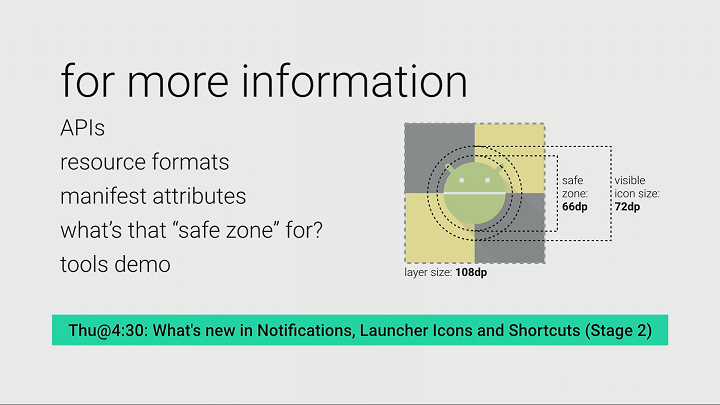 for more information
APIs
resource formats
manifest attributes
what's that “safe zone” for?
tools demo
safe
zone:
66dp
visible
icon size:
72dp
layer size: 108dp
Thu@4:30: What's new in Notifications, Launcher Icons and Shortcuts (Stage 2)